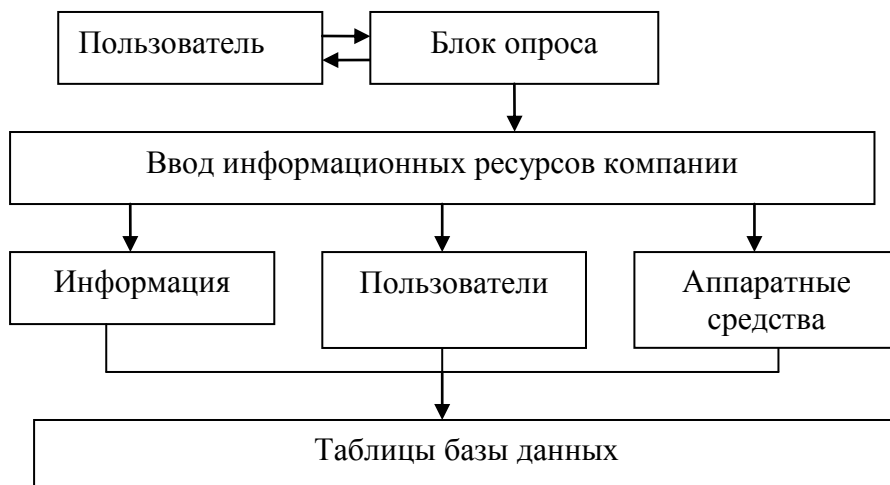 Пользователь
Блок опроса
Ввод информационных ресурсов компании
Информация
Пользователи
Аппаратные
средства
Таблицы базы данных